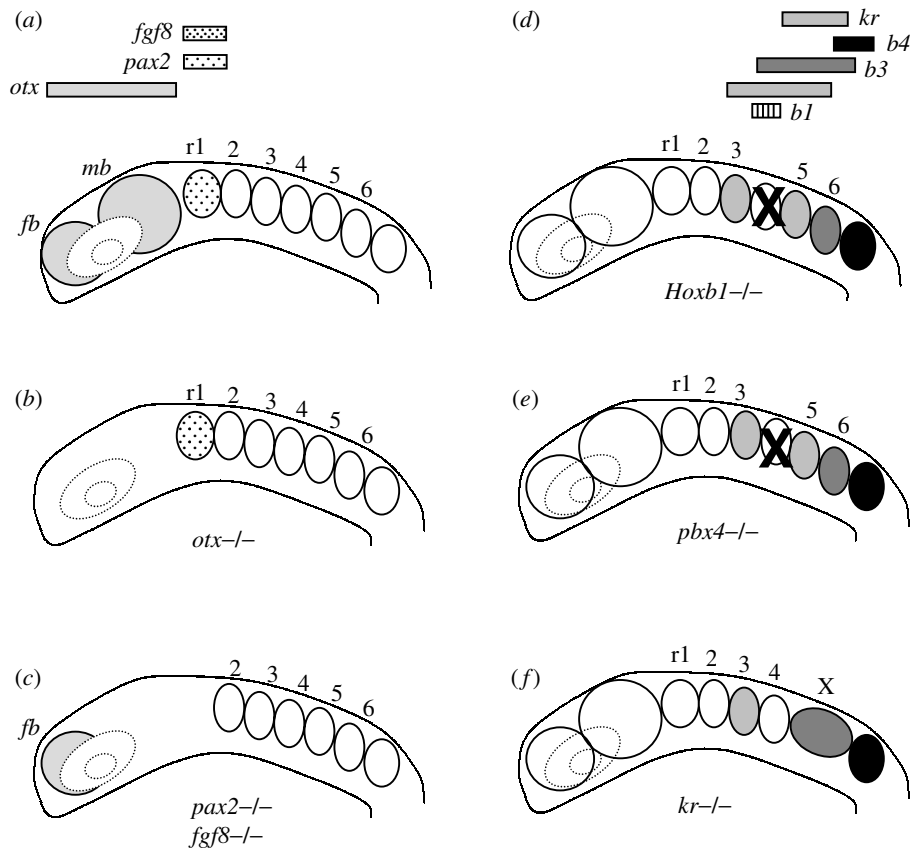 (a)
fgf8
pax2
otx
mb
fb
r1 2 3 4 5 6
(b)
r1 2 3 4 5 6
otx–/–
(c)
fb
2 3 4 5 6
pax2–/–
fgf8–/–
(d)
kr
b4
b3
b1
r1 2 3 X 5 6
Hoxb1–/–
(e)
r1 2 3 X 5 6
pbx4–/–
(f)
r1 2 3 4 X
kr–/–